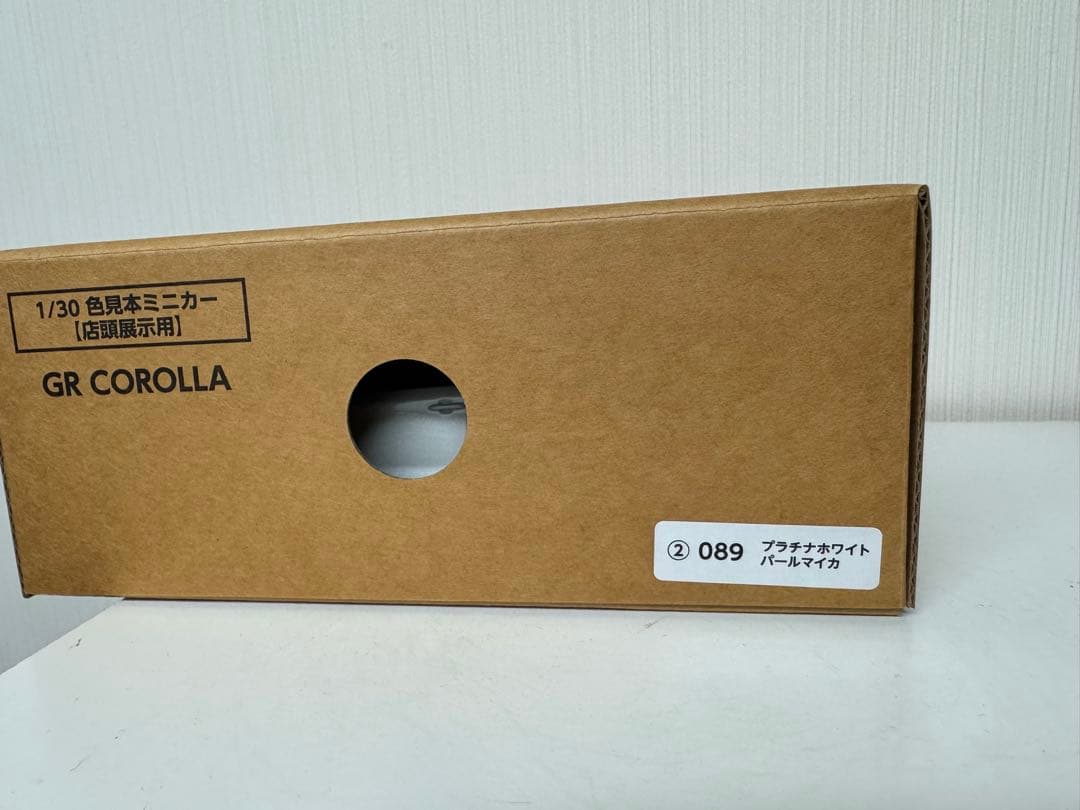 1/30 色見本ミニカー
【店頭展示用】
GR COROLLA
② 089 プラチナホワイト
パールマイカ